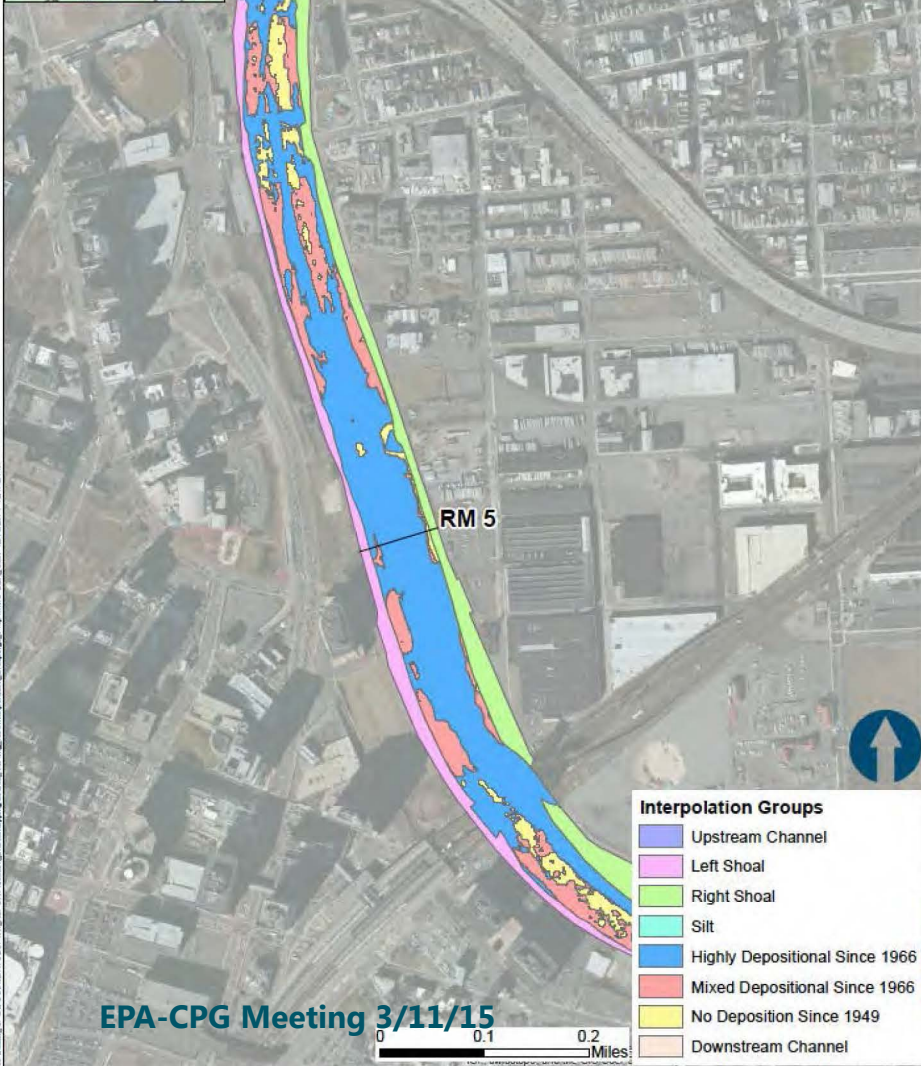 RM 5
Interpolation Groups
Upstream Channel
Left Shoal
Right Shoal
Silt
Highly Depositional Since 1966
Mixed Depositional Since 1966
No Deposition Since 1949
Downstream Channel
EPA-CPG Meeting 3/11/15
0 0.1 0.2
Miles